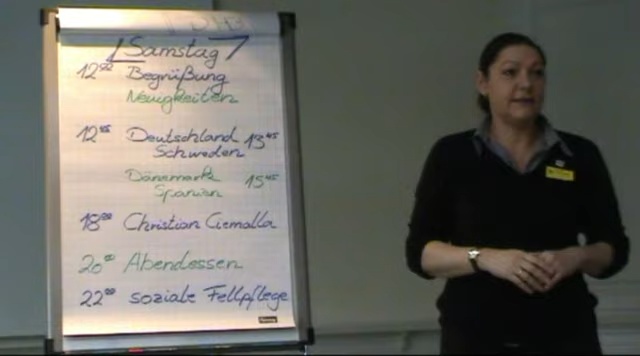 Samstag
12⁰⁰ Begrüßung
Neuigkeiten
12⁴⁵ Deutschland 13⁴⁵
Schweden
Dänemark 15⁴⁵
Spanien
18⁰⁰ Christian Ciemalla
20⁰⁰ Abendessen
22⁰⁰ soziale Fellpflege